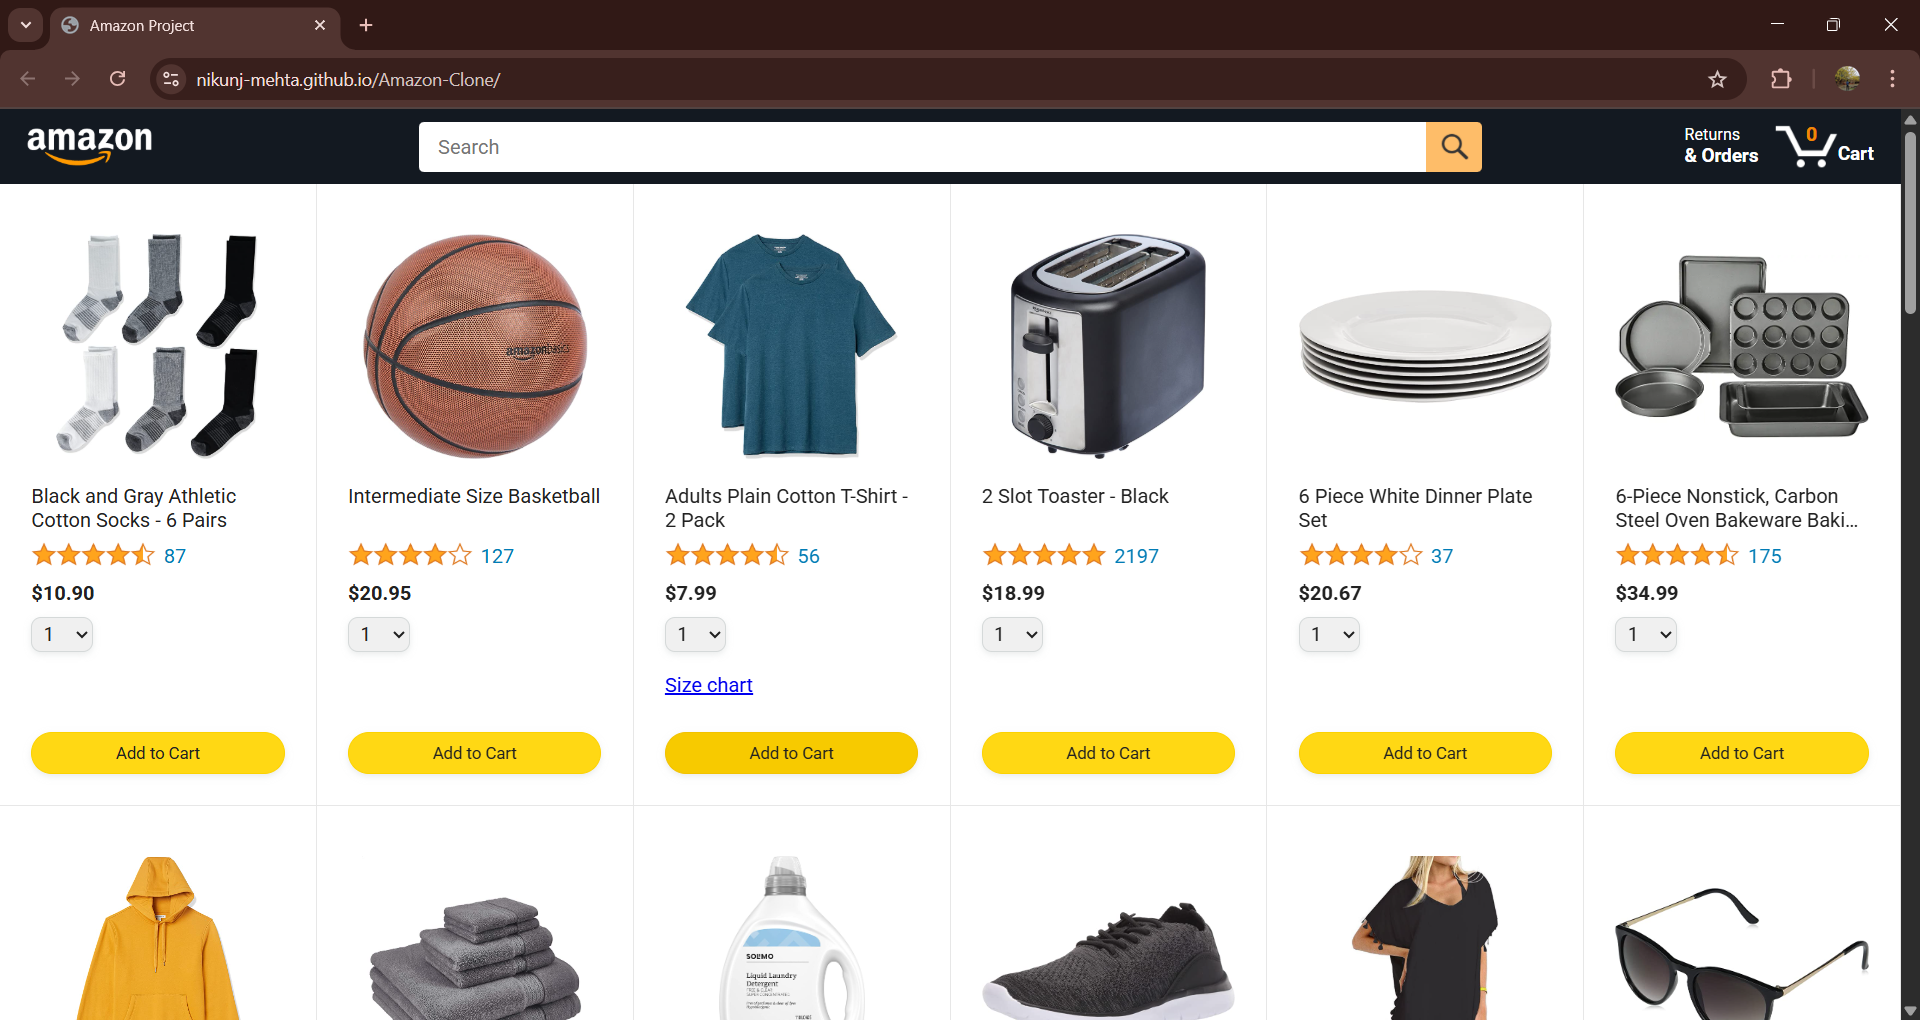 Amazon Project
nikunj-mehta.github.io/Amazon-Clone/
amazon
Search
Returns
& Orders
0
Cart
amazonbasics
Black and Gray Athletic
Cotton Socks - 6 Pairs
87
$10.90
1
Add to Cart
Intermediate Size Basketball
127
$20.95
1
Add to Cart
Adults Plain Cotton T-Shirt -
2 Pack
56
$7.99
1
Size chart
Add to Cart
2 Slot Toaster - Black
2197
$18.99
1
Add to Cart
6 Piece White Dinner Plate
Set
37
$20.67
1
Add to Cart
6-Piece Nonstick, Carbon
Steel Oven Bakeware Baki...
175
$34.99
1
Add to Cart
SOLIMO
Liquid Laundry
Detergent
FREE & CLEAR